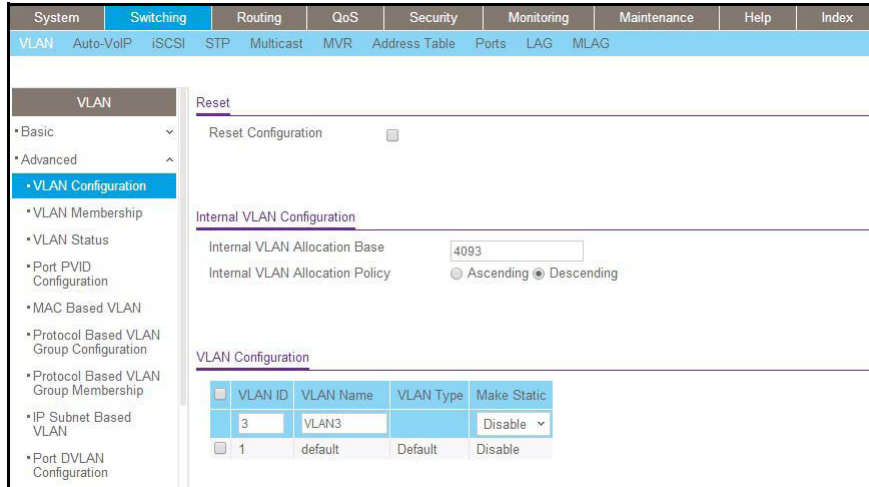 System Switching Routing QoS Security Monitoring Maintenance Help Index
VLAN Auto-VoIP iSCSI STP Multicast MVR Address Table Ports LAG MLAG
VLAN
Basic
Advanced
VLAN Configuration
VLAN Membership
VLAN Status
Port PVID
Configuration
MAC Based VLAN
Protocol Based VLAN
Group Configuration
Protocol Based VLAN
Group Membership
IP Subnet Based
VLAN
Port DVLAN
Configuration
Reset
Reset Configuration
Internal VLAN Configuration
Internal VLAN Allocation Base 4093
Internal VLAN Allocation Policy Ascending Descending
VLAN Configuration
VLAN ID VLAN Name VLAN Type Make Static
3 VLAN3 Disable
1 default Default Disable